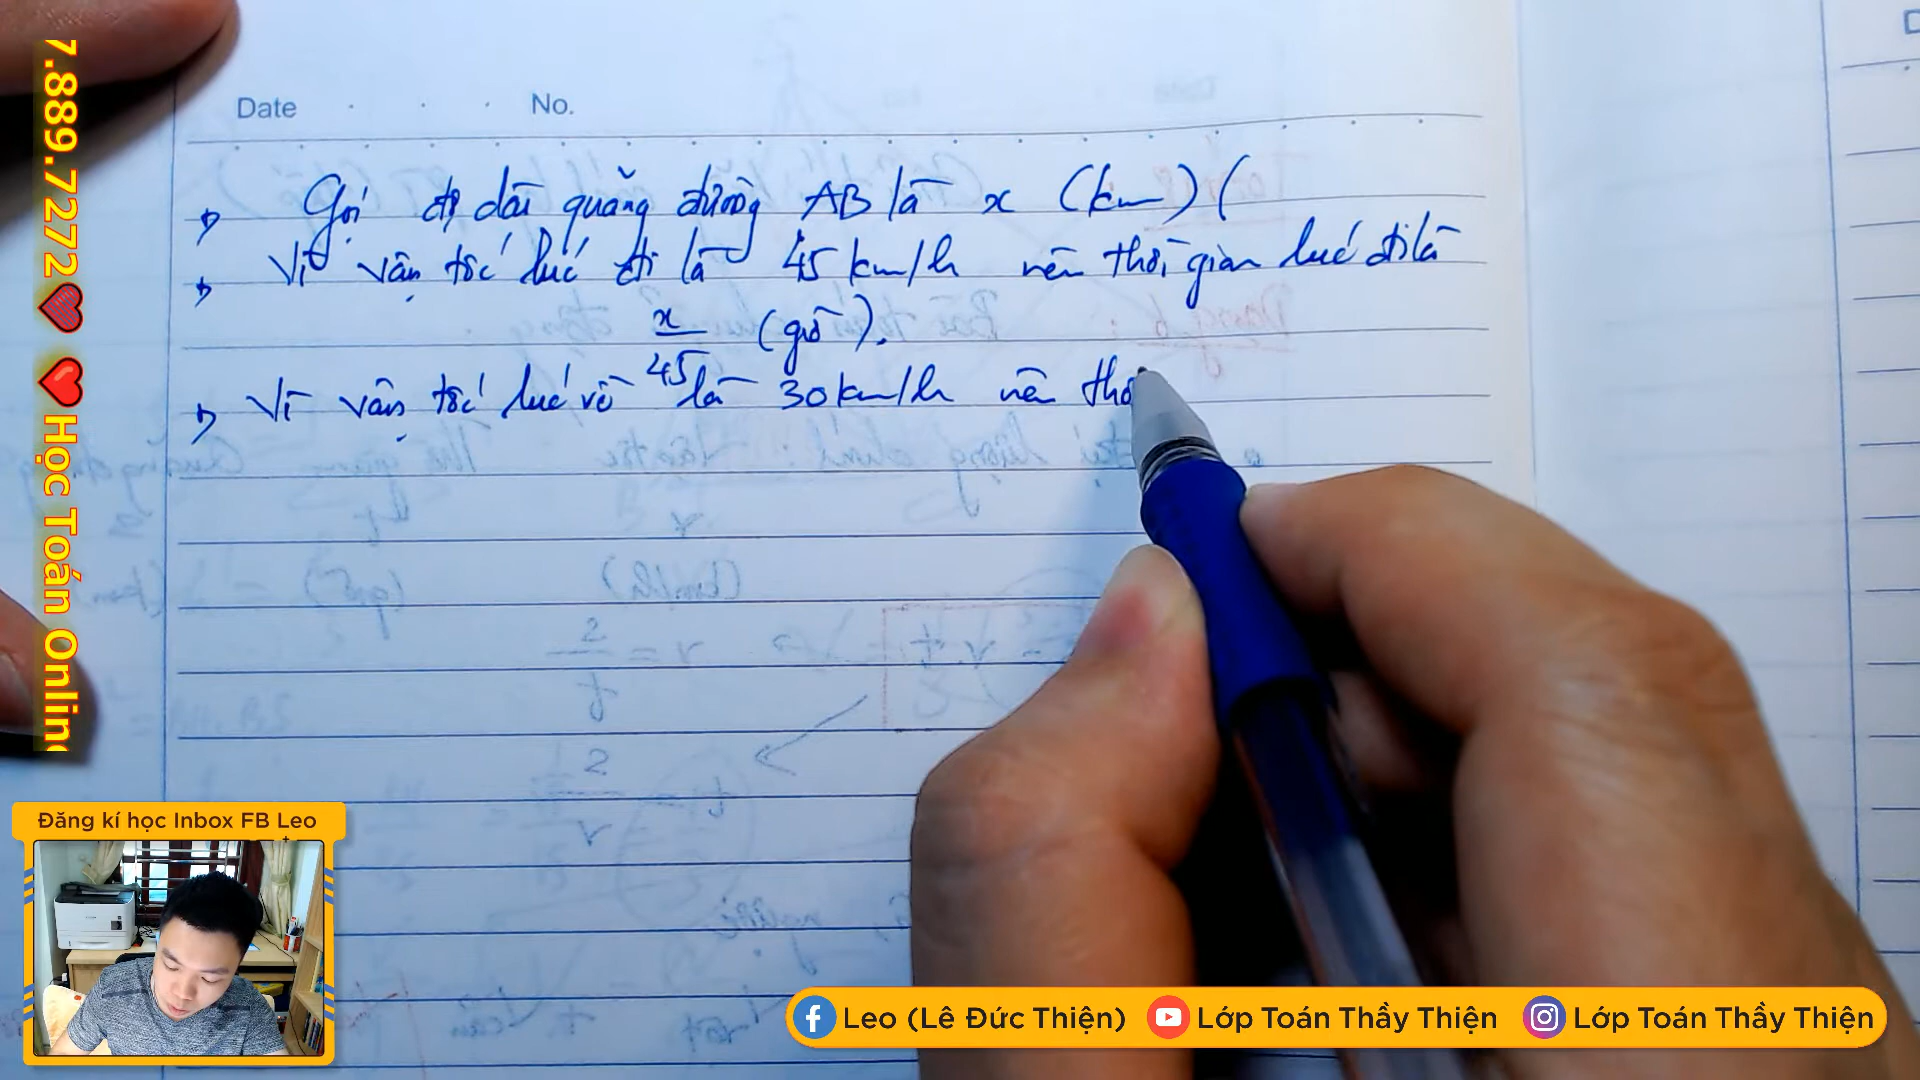 Date No.
Gọi độ dài quãng đường AB là x (km) (
Vì vận tốc lúc đi là 45 km/h nên thời gian lúc đi là
x/45 (giờ).
Vì vận tốc lúc về là 30 km/h nên thờ
7.889.7272 ❤ ❤ Học Toán Online
Đăng kí học Inbox FB Leo
Leo (Lê Đức Thiện) Lớp Toán Thầy Thiện Lớp Toán Thầy Thiện